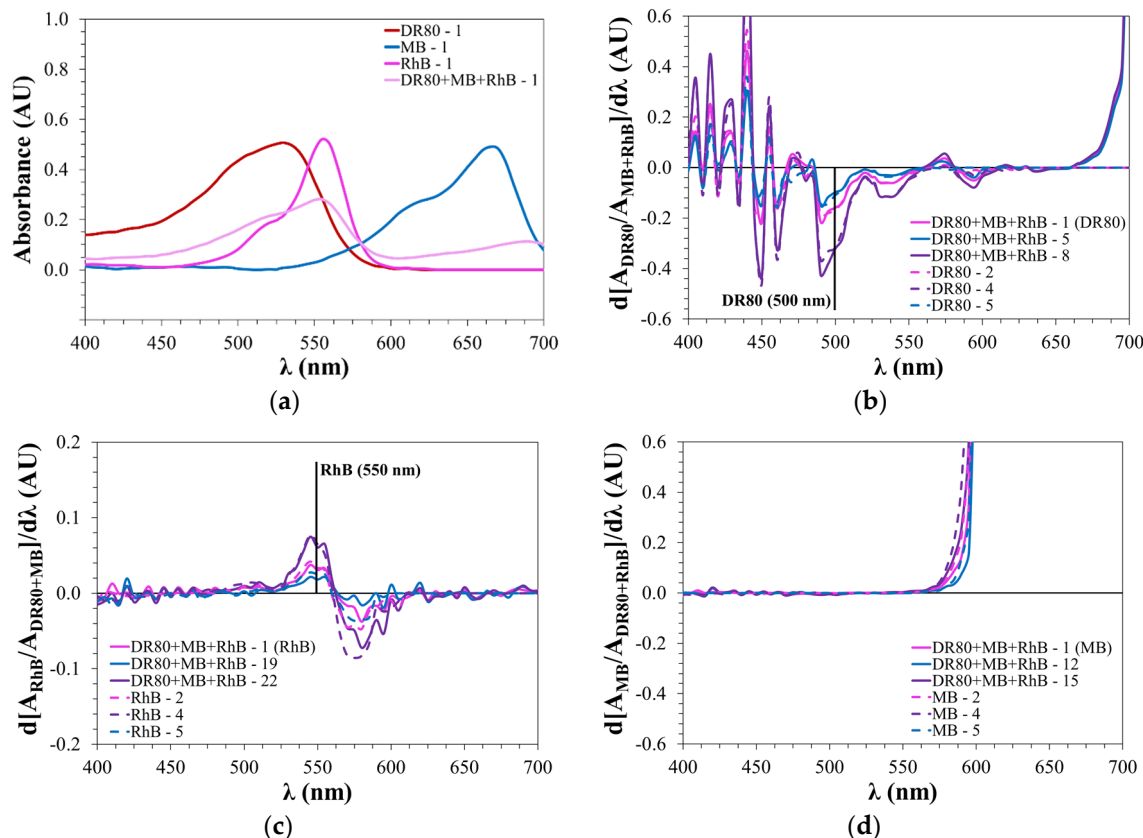 Absorbance (AU)
1.0
0.8
0.6
0.4
0.2
0.0
DR80 - 1
MB - 1
RhB - 1
DR80+MB+RhB - 1
400 450 500 550 600 650 700
λ (nm)
(a)
d[A_DR80/A_MB+RhB]/dλ (AU)
0.6
0.4
0.2
0.0
-0.2
-0.4
-0.6
DR80+MB+RhB - 1 (DR80)
DR80+MB+RhB - 5
DR80+MB+RhB - 8
DR80 - 2
DR80 - 4
DR80 - 5
DR80 (500 nm)
400 450 500 550 600 650 700
λ (nm)
(b)
d[A_RhB/A_DR80+MB]/dλ (AU)
0.2
0.1
0.0
-0.1
-0.2
RhB (550 nm)
DR80+MB+RhB - 1 (RhB)
DR80+MB+RhB - 19
DR80+MB+RhB - 22
RhB - 2
RhB - 4
RhB - 5
400 450 500 550 600 650 700
λ (nm)
(c)
d[A_MB/A_DR80+RhB]/dλ (AU)
0.6
0.4
0.2
0.0
-0.2
-0.4
-0.6
DR80+MB+RhB - 1 (MB)
DR80+MB+RhB - 12
DR80+MB+RhB - 15
MB - 2
MB - 4
MB - 5
400 450 500 550 600 650 700
λ (nm)
(d)